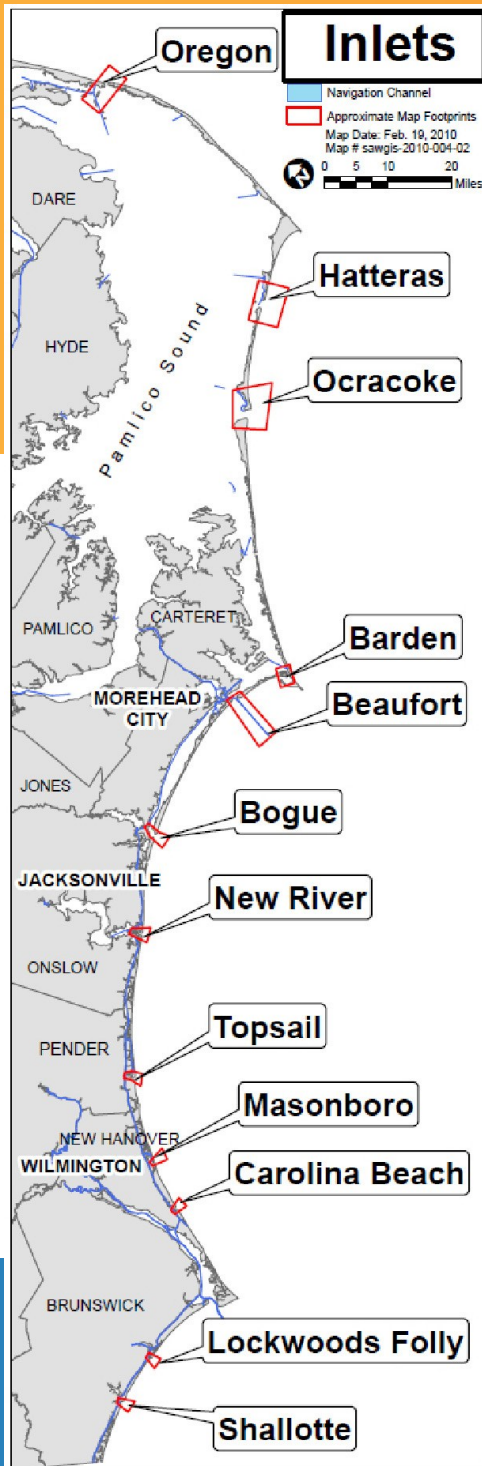 Inlets
Navigation Channel
Approximate Map Footprints
Map Date: Feb. 19, 2010
Map # sawgis-2010-004-02
0 5 10 20
Miles
Oregon
DARE
Hatteras
HYDE
Pamlico Sound
Ocracoke
CARTERET
PAMLICO
Barden
MOREHEAD
CITY
Beaufort
JONES
Bogue
JACKSONVILLE
New River
ONSLOW
Topsail
PENDER
Masonboro
NEW HANOVER
WILMINGTON
Carolina Beach
BRUNSWICK
Lockwoods Folly
Shallotte